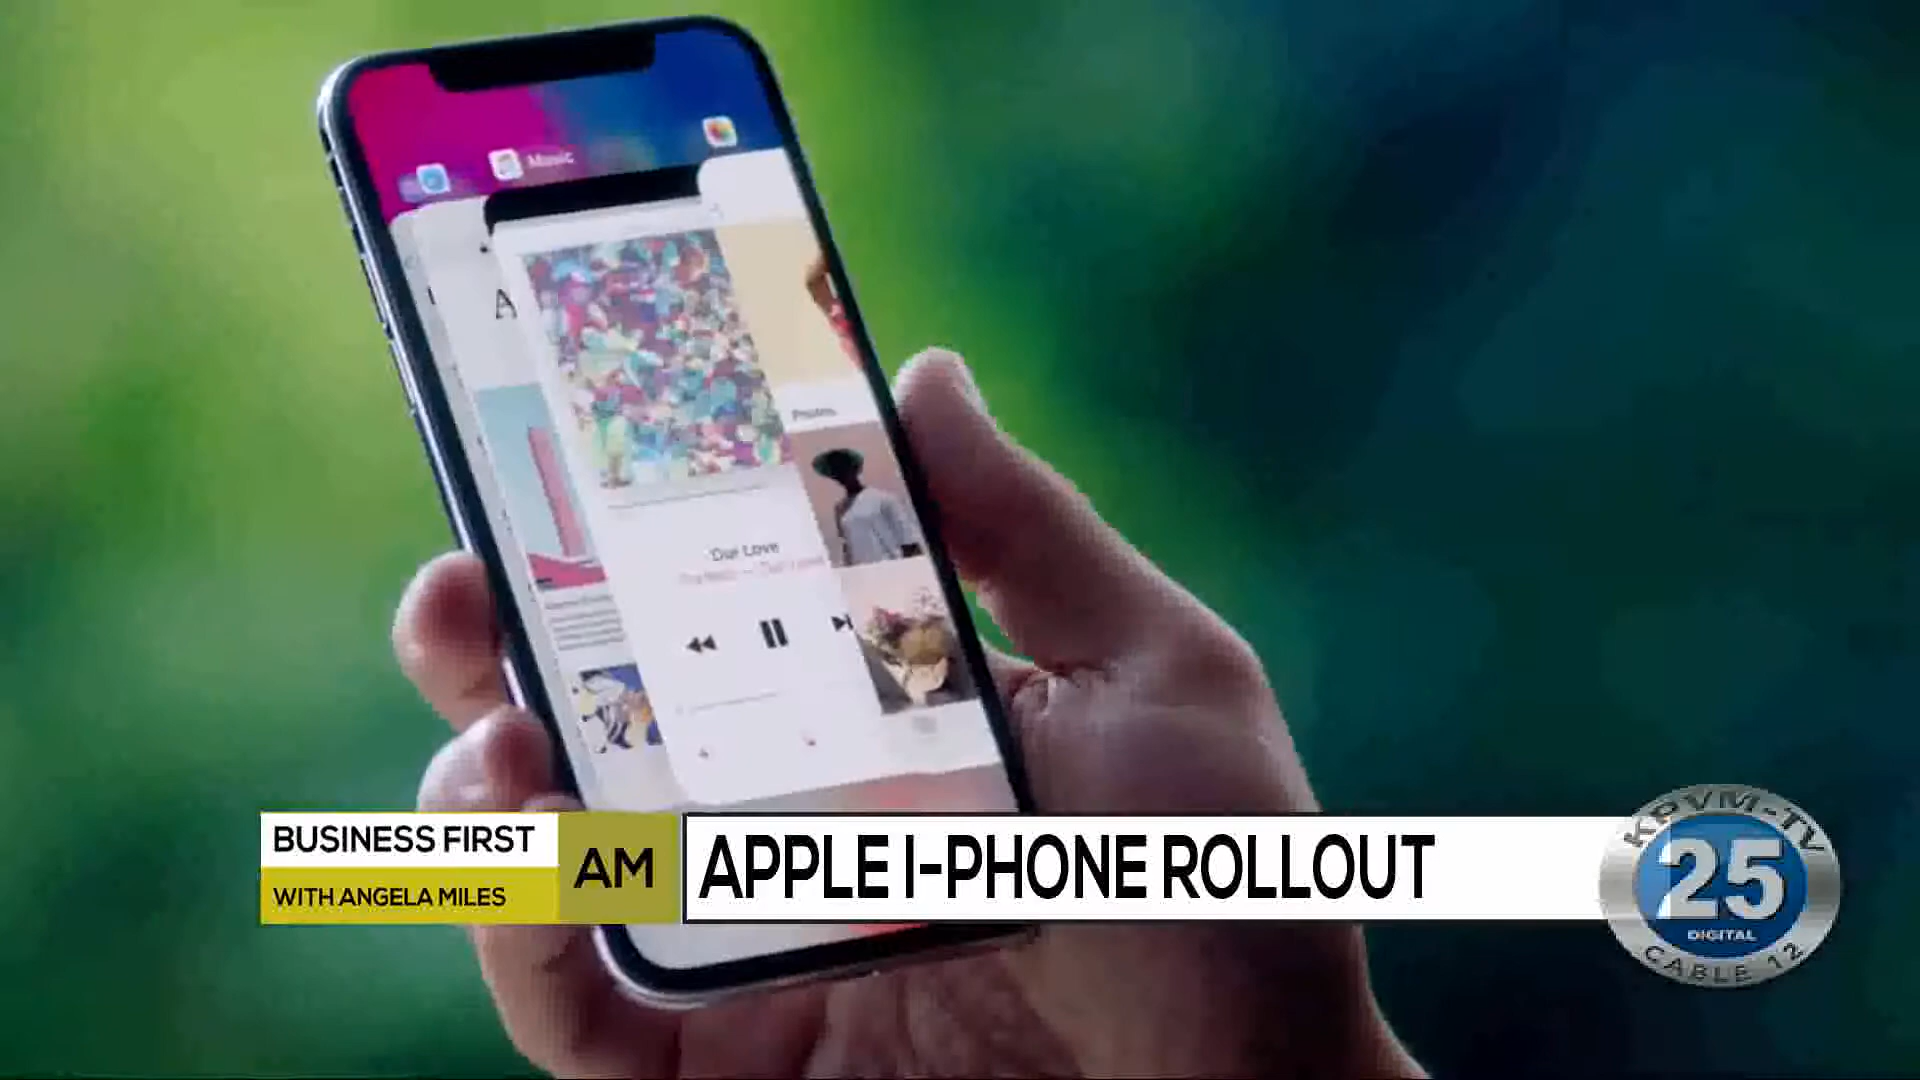 Music
A
Photos
Our Love
BUSINESS FIRST
WITH ANGELA MILES
AM
APPLE I-PHONE ROLLOUT
KPVM-TV
25
DIGITAL
CABLE 12